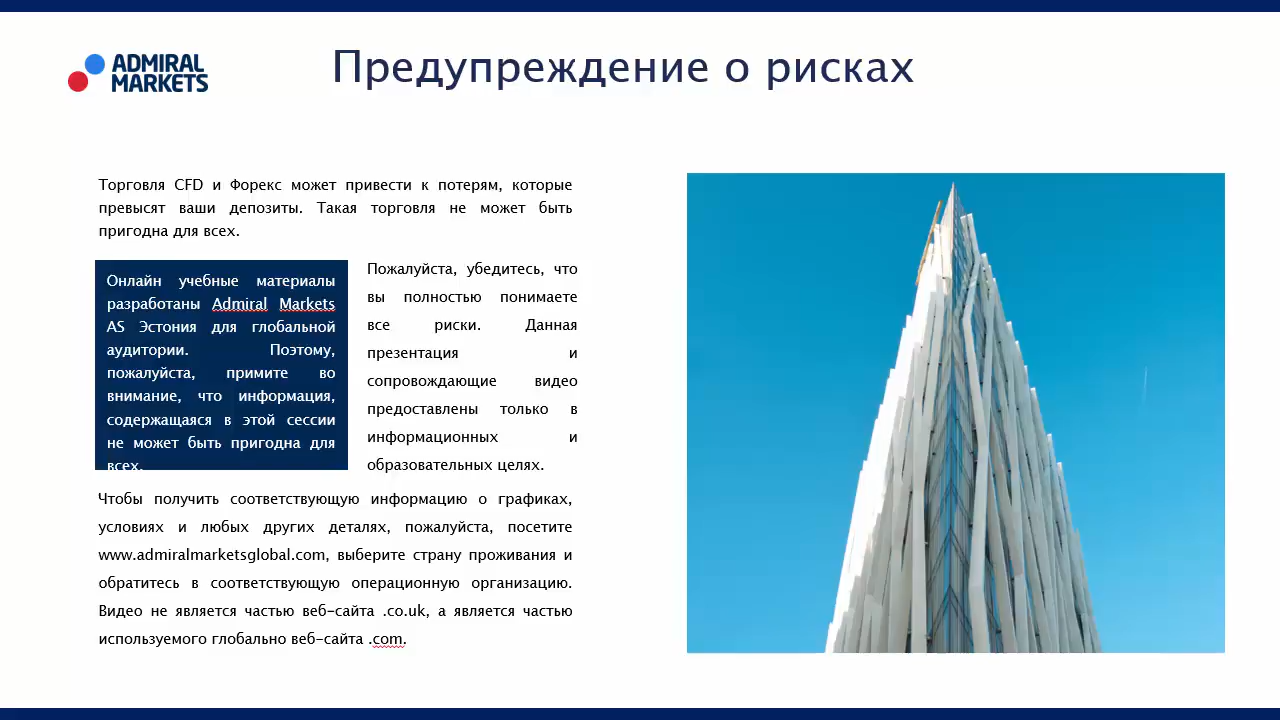 ADMIRAL
MARKETS
Предупреждение о рисках
Торговля CFD и Форекс может привести к потерям, которые
превысят ваши депозиты. Такая торговля не может быть
пригодна для всех.
Онлайн учебные материалы
разработаны Admiral Markets
AS Эстония для глобальной
аудитории. Поэтому,
пожалуйста, примите во
внимание, что информация,
содержащаяся в этой сессии
не может быть пригодна для
всех.
Пожалуйста, убедитесь, что
вы полностью понимаете
все риски. Данная
презентация и
сопровождающие видео
предоставлены только в
информационных и
образовательных целях.
Чтобы получить соответствующую информацию о графиках,
условиях и любых других деталях, пожалуйста, посетите
www.admiralmarketsglobal.com, выберите страну проживания и
обратитесь в соответствующую операционную организацию.
Видео не является частью веб-сайта .co.uk, а является частью
используемого глобально веб-сайта .com.